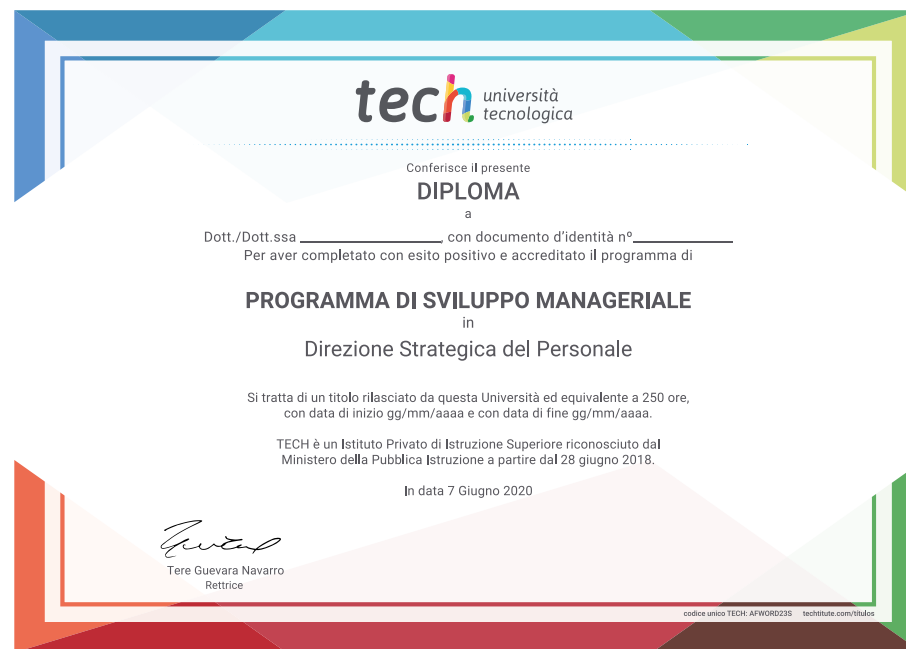 tech università
tecnologica
Conferisce il presente
DIPLOMA
a
Dott./Dott.ssa ________________, con documento d'identità nº___________
Per aver completato con esito positivo e accreditato il programma di
PROGRAMMA DI SVILUPPO MANAGERIALE
in
Direzione Strategica del Personale
Si tratta di un titolo rilasciato da questa Università ed equivalente a 250 ore,
con data di inizio gg/mm/aaaa e con data di fine gg/mm/aaaa.
TECH è un Istituto Privato di Istruzione Superiore riconosciuto dal
Ministero della Pubblica Istruzione a partire dal 28 giugno 2018.
In data 7 Giugno 2020
Tere Guevara Navarro
Rettrice
codice unico TECH: AFWORD23S techtitute.com/titulos